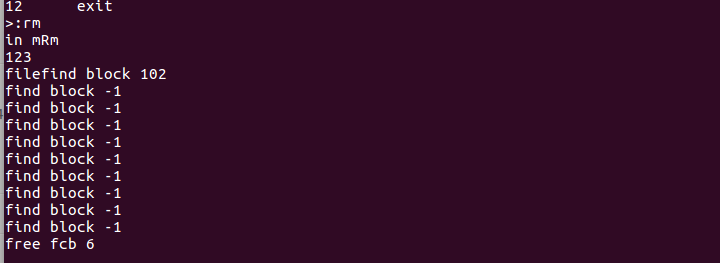 12      exit
>:rm
in mRm
123
filefind block 102
find block -1
find block -1
find block -1
find block -1
find block -1
find block -1
find block -1
find block -1
find block -1
free fcb 6